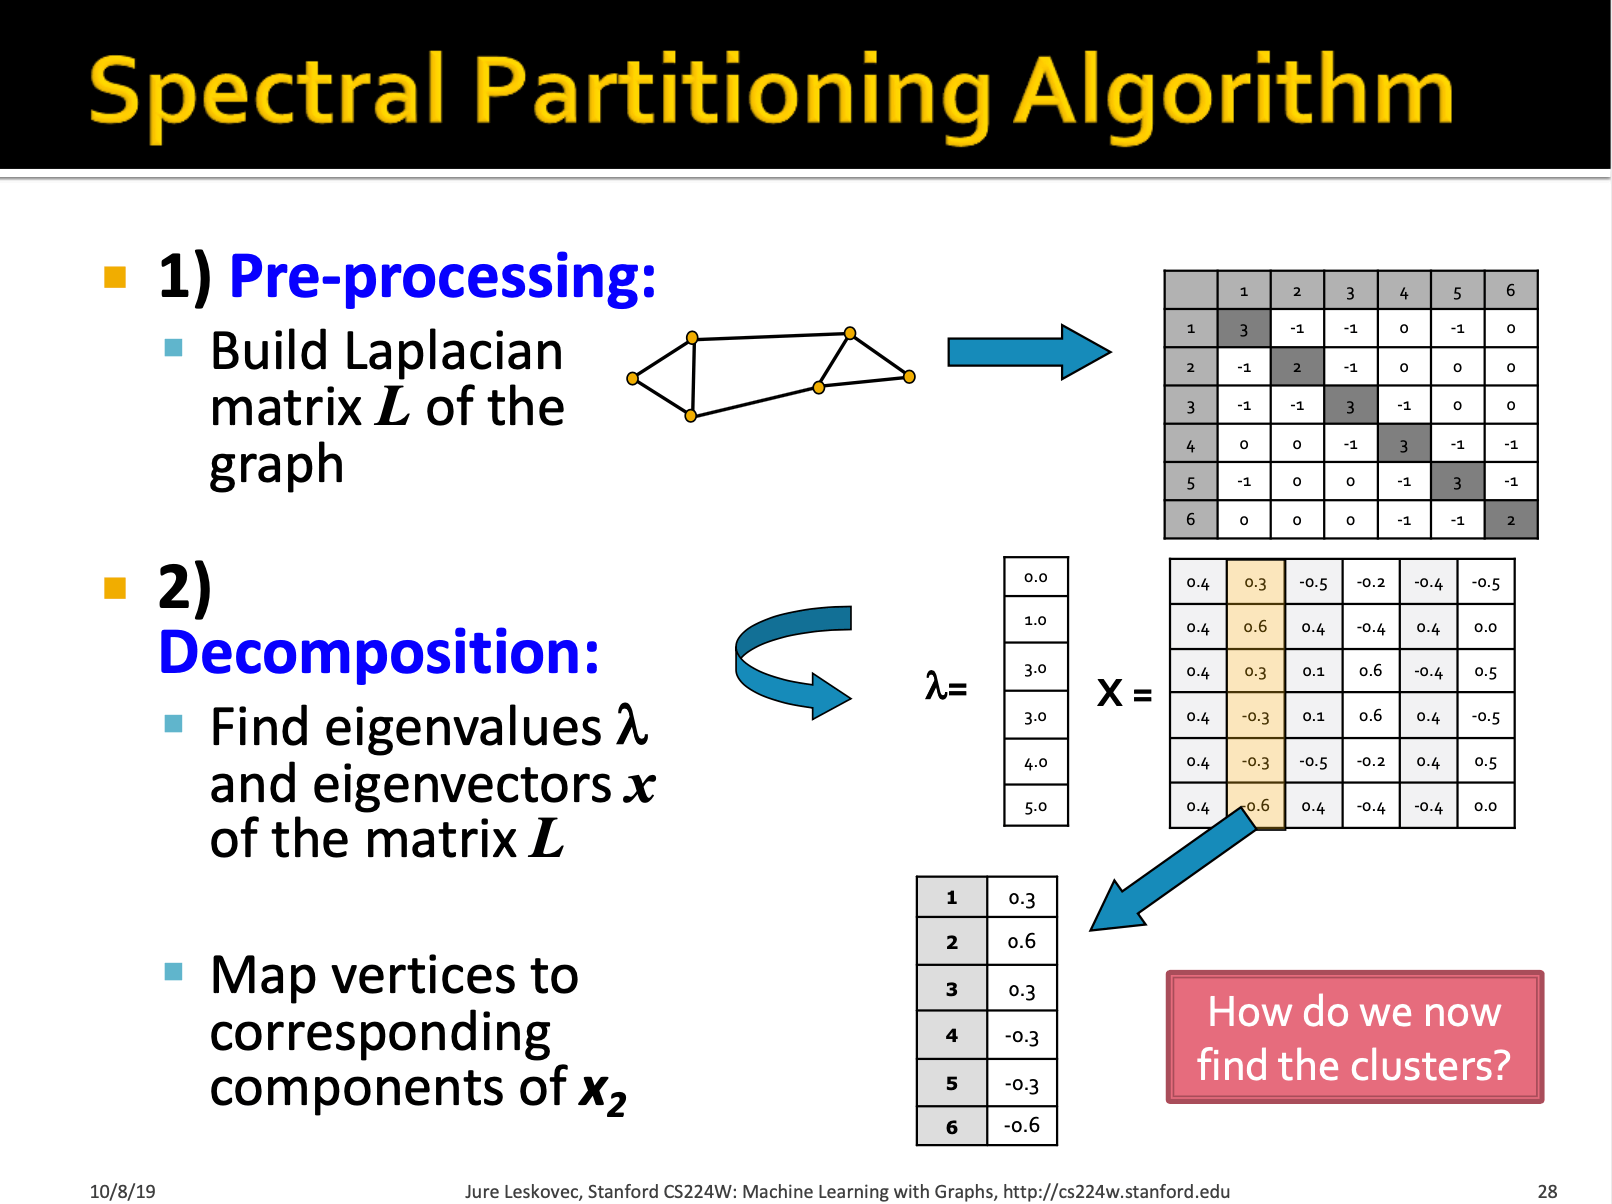 Spectral Partitioning Algorithm
1) Pre-processing:
Build Laplacian
matrix L of the
graph
1 2 3 4 5 6
1 3 -1 -1 0 -1 0
2 -1 2 -1 0 0 0
3 -1 -1 3 -1 0 0
4 0 0 -1 3 -1 -1
5 -1 0 0 -1 3 -1
6 0 0 0 -1 -1 2
2)
Decomposition:
Find eigenvalues λ
and eigenvectors x
of the matrix L
λ=
0.0
1.0
3.0
3.0
4.0
5.0
X =
0.4 0.3 -0.5 -0.2 -0.4 -0.5
0.4 0.6 0.4 -0.4 0.4 0.0
0.4 0.3 0.1 0.6 -0.4 0.5
0.4 -0.3 0.1 0.6 0.4 -0.5
0.4 -0.3 -0.5 -0.2 0.4 0.5
0.4 -0.6 0.4 -0.4 -0.4 0.0
Map vertices to
corresponding
components of x₂
1 0.3
2 0.6
3 0.3
4 -0.3
5 -0.3
6 -0.6
How do we now
find the clusters?
10/8/19 Jure Leskovec, Stanford CS224W: Machine Learning with Graphs, http://cs224w.stanford.edu 28